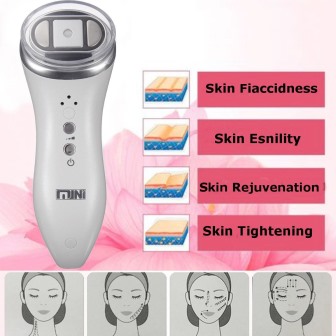 Skin Fiaccidness
Skin Esnility
Skin Rejuvenation
Skin Tightening
MINI